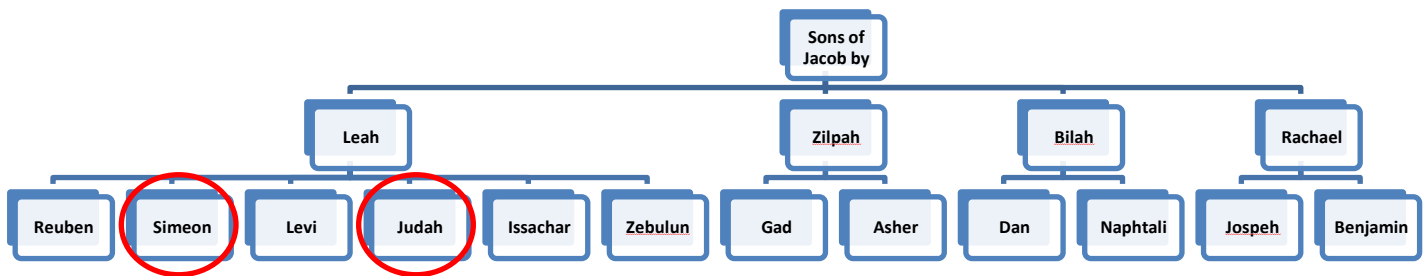 Sons of
Jacob by
Leah
Zilpah
Bilah
Rachael
Reuben
Simeon
Levi
Judah
Issachar
Zebulun
Gad
Asher
Dan
Naphtali
Jospeh
Benjamin